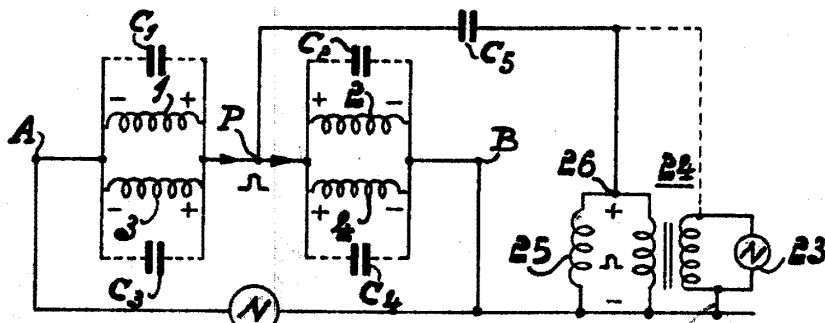 C1
C2
C5
- 1 +
+ 2 -
A
P
B
26
24
- 3 +
+ 4 -
25
+
-
N
23
C3
C4
N